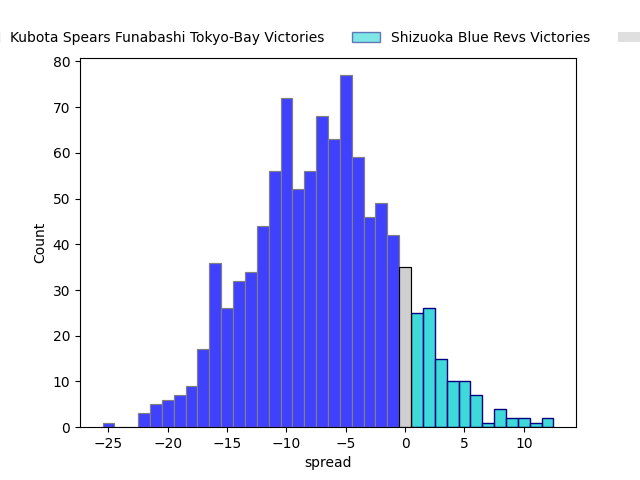 Kubota Spears Funabashi Tokyo-Bay Victories Shizuoka Blue Revs Victories
80
70
60
50
40
30
20
10
0
Count
−25 −20 −15 −10 −5 0 5 10
spread